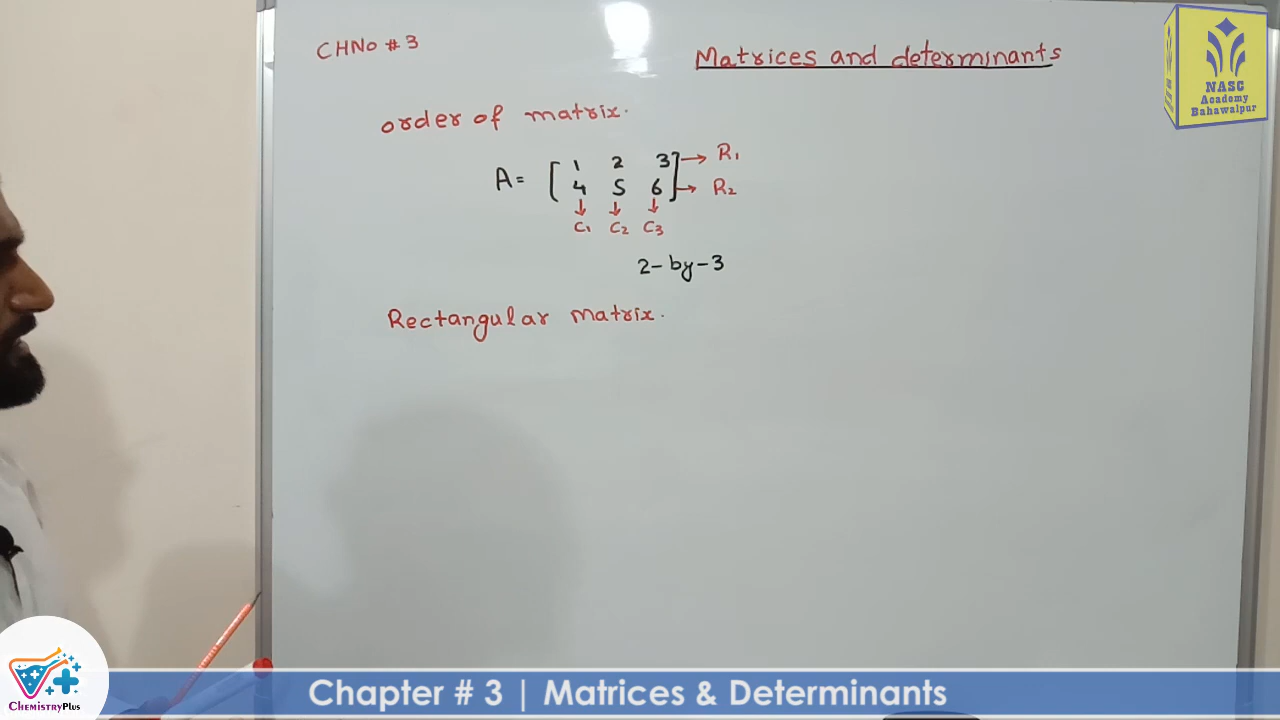 CHNo # 3
Matrices and determinants
NASC
Academy
Bahawalpur
order of matrix.
A = [ 1 2 3 ] → R1
[ 4 5 6 ] → R2
↓ ↓ ↓
C1 C2 C3
2-by-3
Rectangular matrix.
ChemistryPlus
Chapter # 3 | Matrices & Determinants